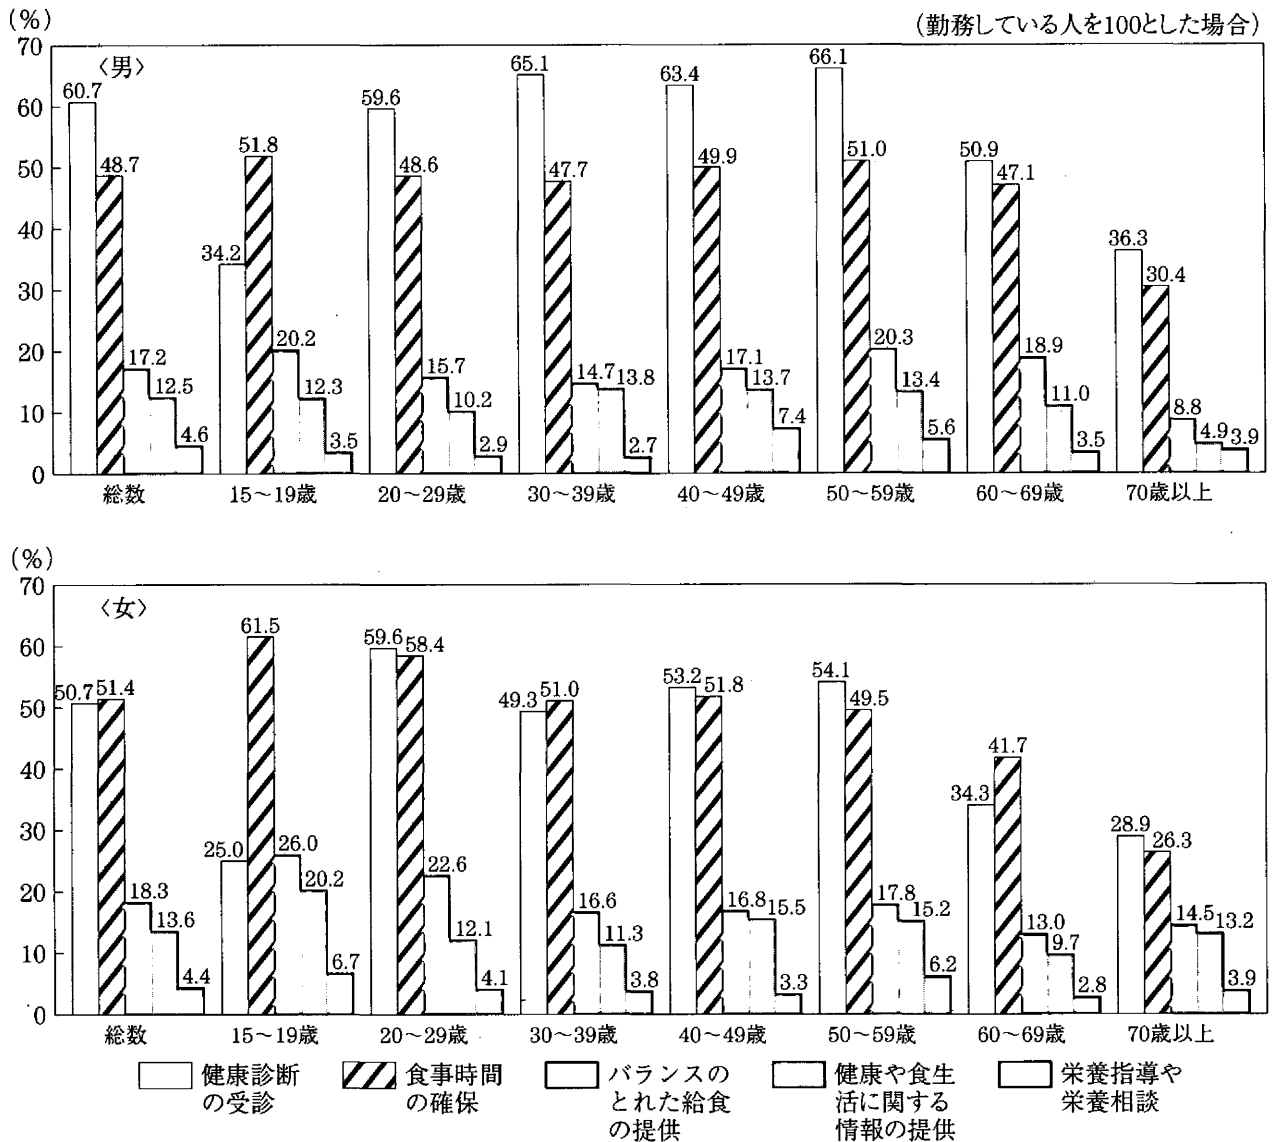 (%)
(勤務している人を100とした場合)
〈男〉
70
60
50
40
30
20
10
0
60.7 48.7 17.2 12.5 4.6
34.2 51.8 20.2 12.3 3.5
59.6 48.6 15.7 10.2 2.9
65.1 47.7 14.7 13.8 2.7
63.4 49.9 17.1 13.7 7.4
66.1 51.0 20.3 13.4 5.6
50.9 47.1 18.9 11.0 3.5
36.3 30.4 8.8 4.9 3.9
総数 15～19歳 20～29歳 30～39歳 40～49歳 50～59歳 60～69歳 70歳以上
(%)
〈女〉
70
60
50
40
30
20
10
0
50.7 51.4 18.3 13.6 4.4
25.0 61.5 26.0 20.2 6.7
59.6 58.4 22.6 12.1 4.1
49.3 51.0 16.6 11.3 3.8
53.2 51.8 16.8 15.5 3.3
54.1 49.5 17.8 15.2 6.2
34.3 41.7 13.0 9.7 2.8
28.9 26.3 14.5 13.2 3.9
総数 15～19歳 20～29歳 30～39歳 40～49歳 50～59歳 60～69歳 70歳以上
健康診断
の受診
食事時間
の確保
バランスの
とれた給食
の提供
健康や食生
活に関する
情報の提供
栄養指導や
栄養相談